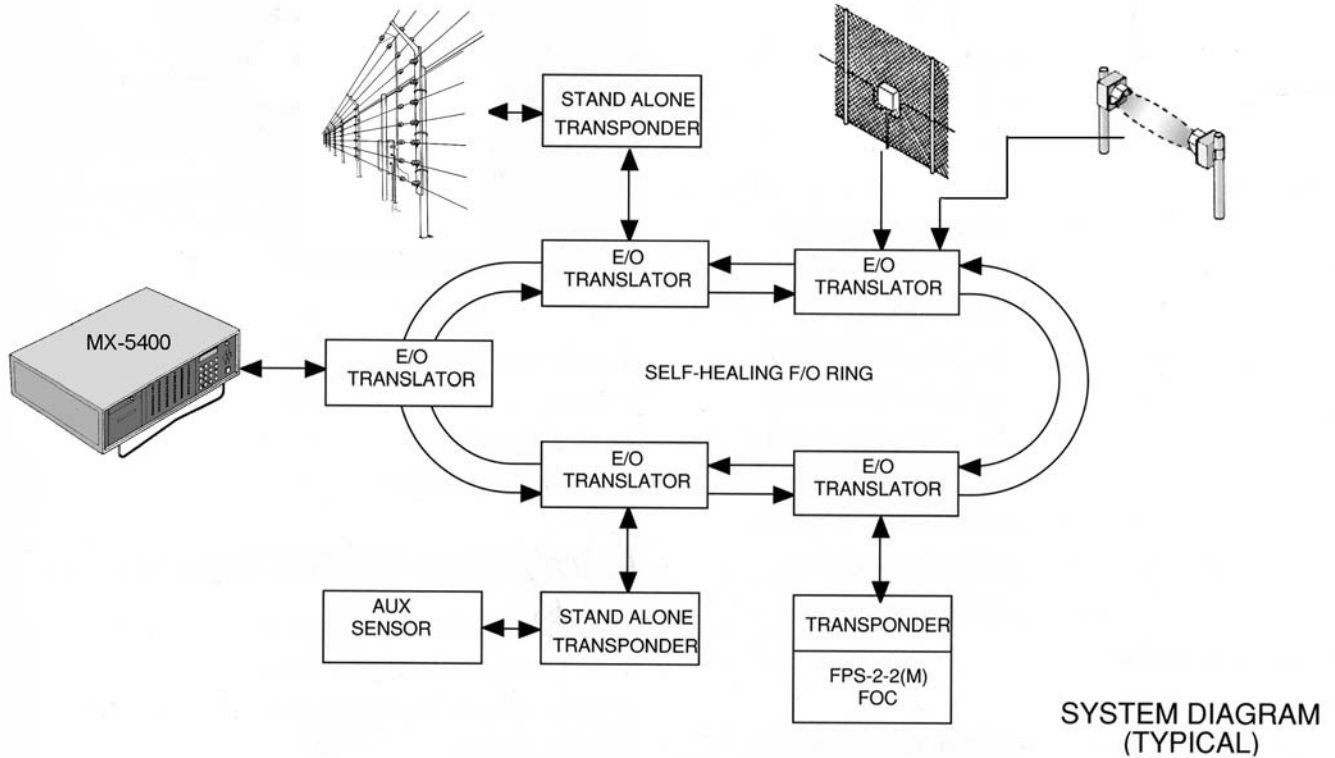 STAND ALONE
TRANSPONDER
E/O
TRANSLATOR
E/O
TRANSLATOR
MX-5400
E/O
TRANSLATOR
SELF-HEALING F/O RING
E/O
TRANSLATOR
E/O
TRANSLATOR
AUX
SENSOR
STAND ALONE
TRANSPONDER
TRANSPONDER
FPS-2-2(M)
FOC
SYSTEM DIAGRAM
(TYPICAL)